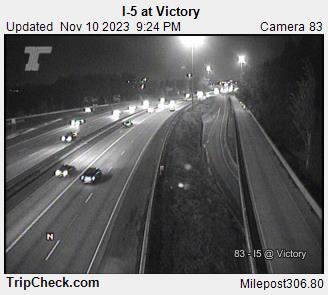 I-5 at Victory
Updated Nov 10 2023 9:24 PM Camera 83
T
N
83 - I5 @ Victory
TripCheck.com Milepost306.80